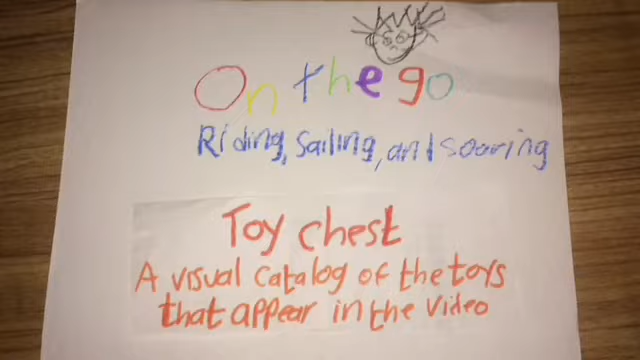 On the go
Riding, Sailing, and soaring
Toy chest
A visual catalog of the toys
that appear in the video